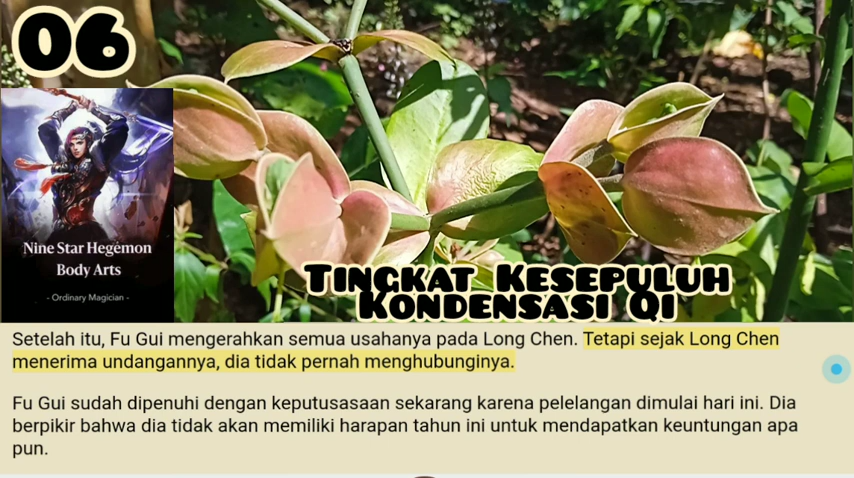 06
Nine Star Hegemon
Body Arts
- Ordinary Magician -
Tingkat Kesepuluh
Kondensasi Qi
Setelah itu, Fu Gui mengerahkan semua usahanya pada Long Chen. Tetapi sejak Long Chen
menerima undangannya, dia tidak pernah menghubunginya.
Fu Gui sudah dipenuhi dengan keputusasaan sekarang karena pelelangan dimulai hari ini. Dia
berpikir bahwa dia tidak akan memiliki harapan tahun ini untuk mendapatkan keuntungan apa
pun.